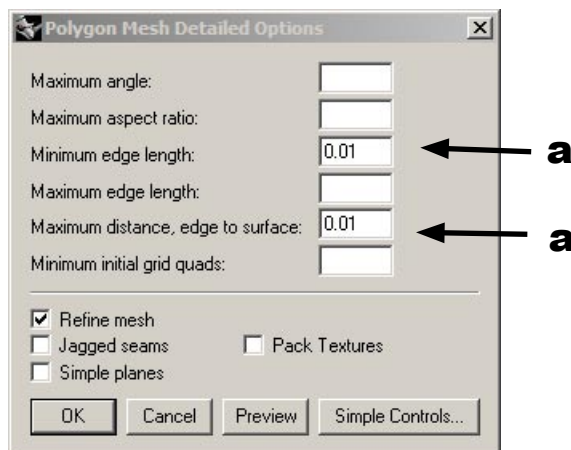 Polygon Mesh Detailed Options
Maximum angle:
Maximum aspect ratio:
Minimum edge length: 0.01 a
Maximum edge length:
Maximum distance, edge to surface: 0.01 a
Minimum initial grid quads:
Refine mesh
Jagged seams Pack Textures
Simple planes
OK Cancel Preview Simple Controls...